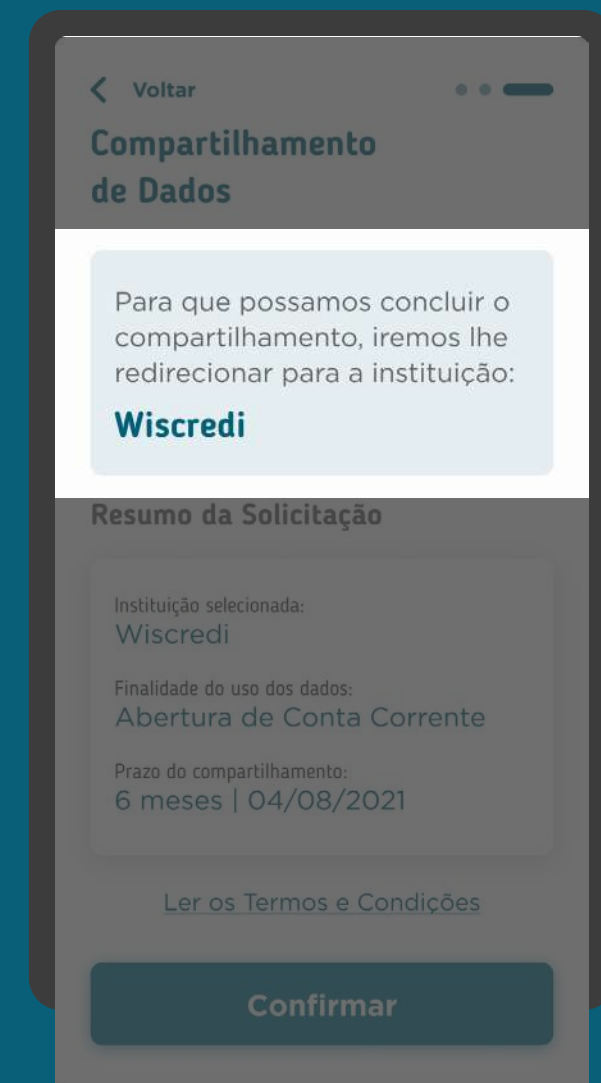 Voltar
Compartilhamento
de Dados
Para que possamos concluir o
compartilhamento, iremos lhe
redirecionar para a instituição:
Wiscredi
Resumo da Solicitação
Instituição selecionada:
Wiscredi
Finalidade do uso dos dados:
Abertura de Conta Corrente
Prazo do compartilhamento:
6 meses | 04/08/2021
Ler os Termos e Condições
Confirmar